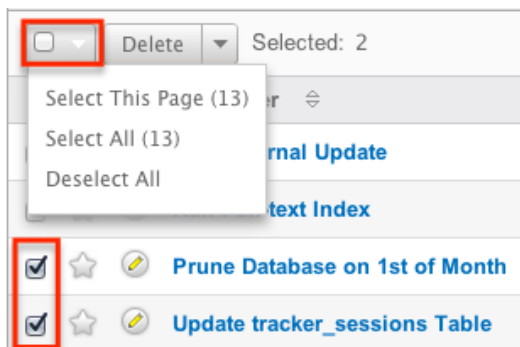 Delete
Selected: 2
Select This Page (13)
Select All (13)
Deselect All
Update
text Index
Prune Database on 1st of Month
Update tracker_sessions Table